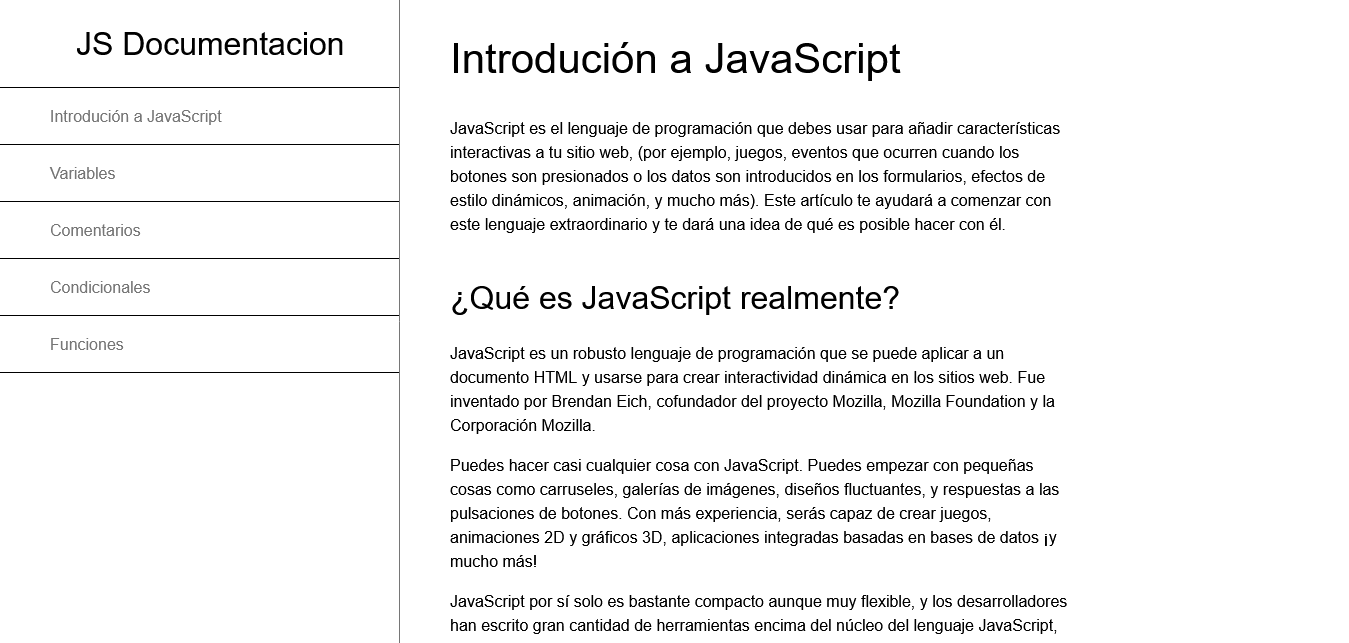 JS Documentacion
Introdución a JavaScript
Variables
Comentarios
Condicionales
Funciones
Introdución a JavaScript
JavaScript es el lenguaje de programación que debes usar para añadir características
interactivas a tu sitio web, (por ejemplo, juegos, eventos que ocurren cuando los
botones son presionados o los datos son introducidos en los formularios, efectos de
estilo dinámicos, animación, y mucho más). Este artículo te ayudará a comenzar con
este lenguaje extraordinario y te dará una idea de qué es posible hacer con él.
¿Qué es JavaScript realmente?
JavaScript es un robusto lenguaje de programación que se puede aplicar a un
documento HTML y usarse para crear interactividad dinámica en los sitios web. Fue
inventado por Brendan Eich, cofundador del proyecto Mozilla, Mozilla Foundation y la
Corporación Mozilla.
Puedes hacer casi cualquier cosa con JavaScript. Puedes empezar con pequeñas
cosas como carruseles, galerías de imágenes, diseños fluctuantes, y respuestas a las
pulsaciones de botones. Con más experiencia, serás capaz de crear juegos,
animaciones 2D y gráficos 3D, aplicaciones integradas basadas en bases de datos ¡y
mucho más!
JavaScript por sí solo es bastante compacto aunque muy flexible, y los desarrolladores
han escrito gran cantidad de herramientas encima del núcleo del lenguaje JavaScript,